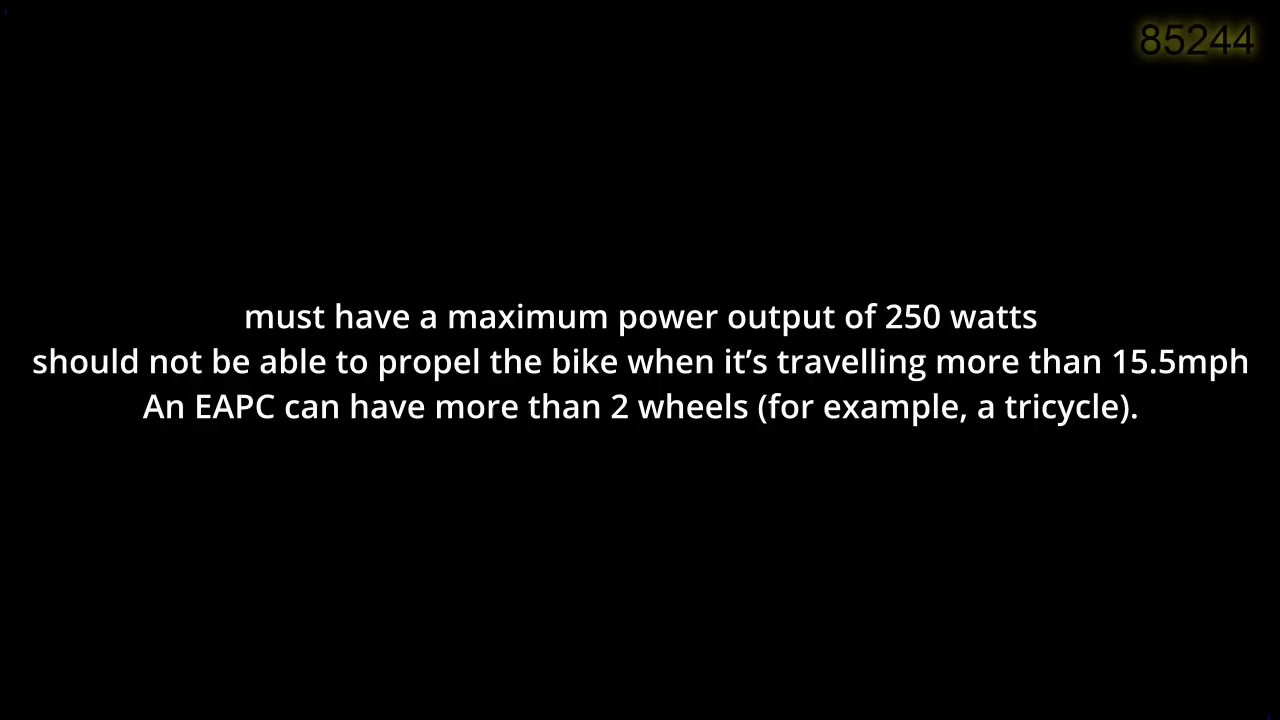 85244
must have a maximum power output of 250 watts
should not be able to propel the bike when it’s travelling more than 15.5mph
An EAPC can have more than 2 wheels (for example, a tricycle).